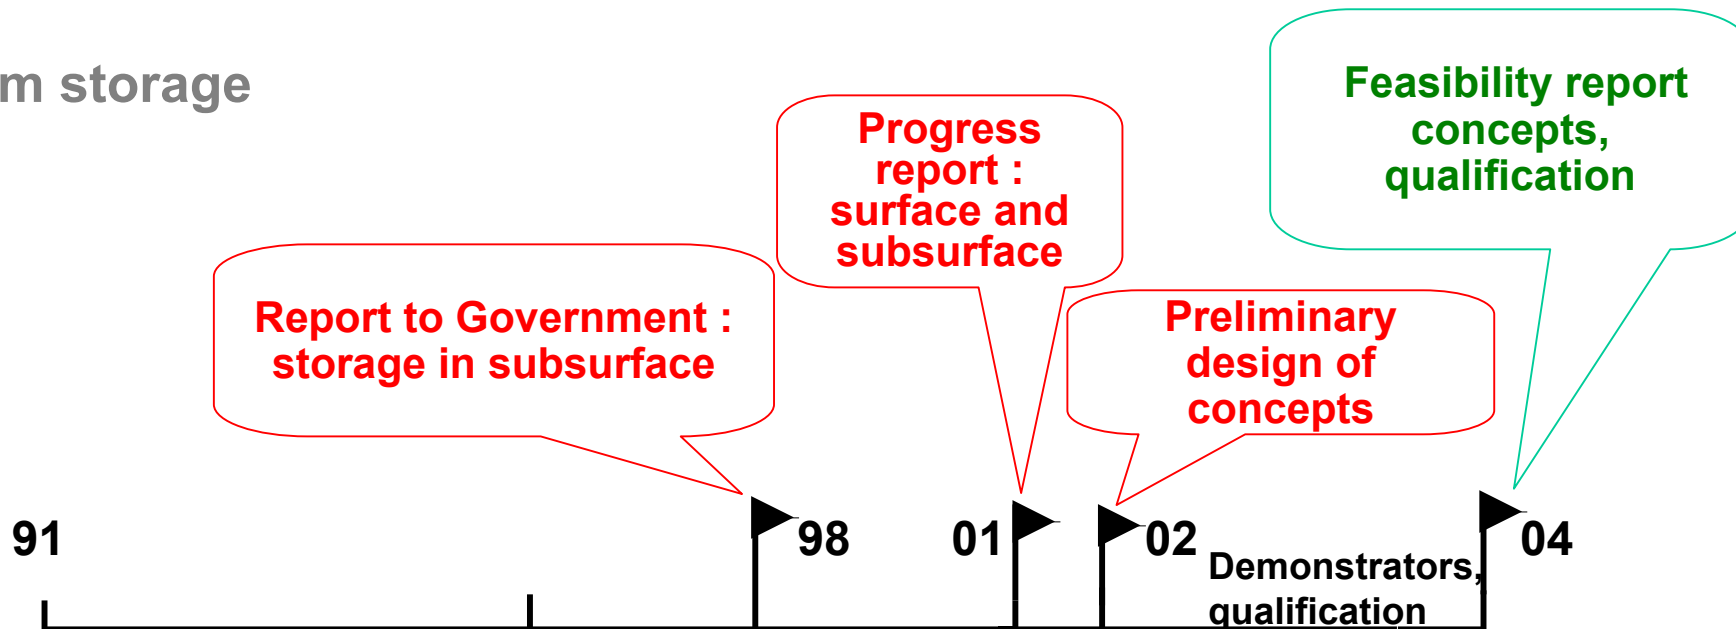 m storage
Feasibility report
concepts,
qualification
Progress
report :
surface and
subsurface
Report to Government :
storage in subsurface
Preliminary
design of
concepts
91
98
01
02
04
Demonstrators,
qualification